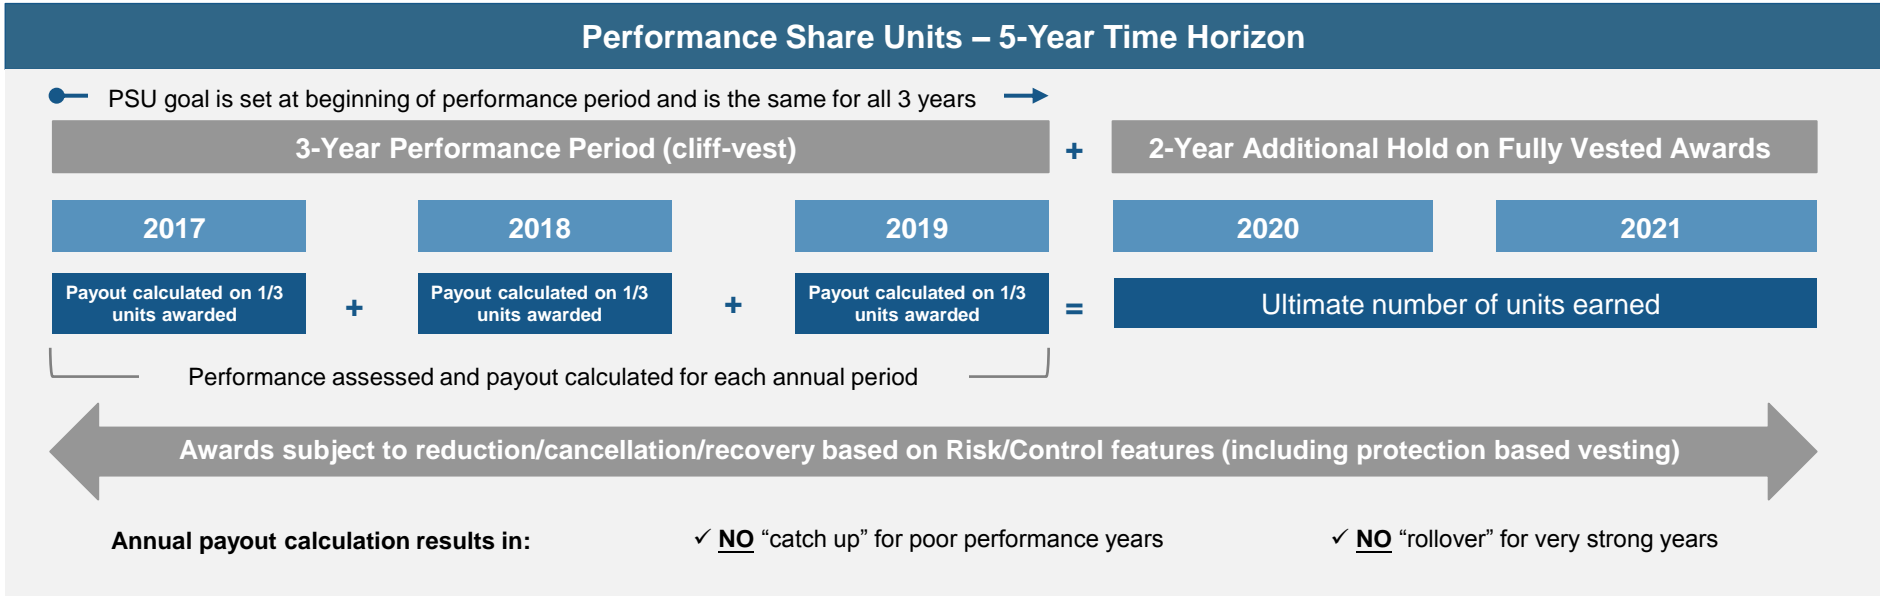 Performance Share Units – 5-Year Time Horizon
PSU goal is set at beginning of performance period and is the same for all 3 years
3-Year Performance Period (cliff-vest)
+
2-Year Additional Hold on Fully Vested Awards
2017
2018
2019
2020
2021
Payout calculated on 1/3
units awarded
+
Payout calculated on 1/3
units awarded
+
Payout calculated on 1/3
units awarded
=
Ultimate number of units earned
Performance assessed and payout calculated for each annual period
Awards subject to reduction/cancellation/recovery based on Risk/Control features (including protection based vesting)
Annual payout calculation results in:
✓ NO “catch up” for poor performance years
✓ NO “rollover” for very strong years